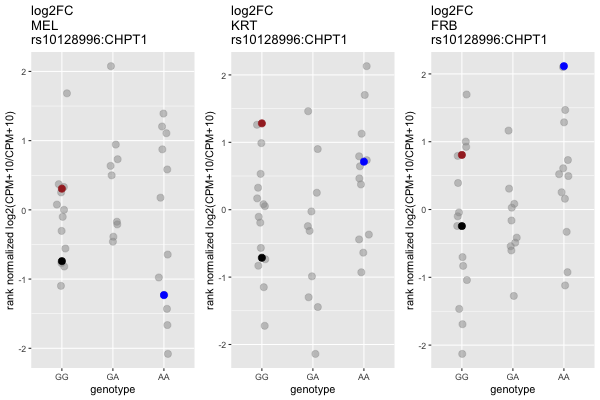 log2FC
MEL
rs10128996:CHPT1
rank normalized log2(CPM+10/CPM+10)
2
1
0
-1
-2
GG GA AA
genotype
log2FC
KRT
rs10128996:CHPT1
rank normalized log2(CPM+10/CPM+10)
2
1
0
-1
-2
GG GA AA
genotype
log2FC
FRB
rs10128996:CHPT1
rank normalized log2(CPM+10/CPM+10)
2
1
0
-1
-2
GG GA AA
genotype